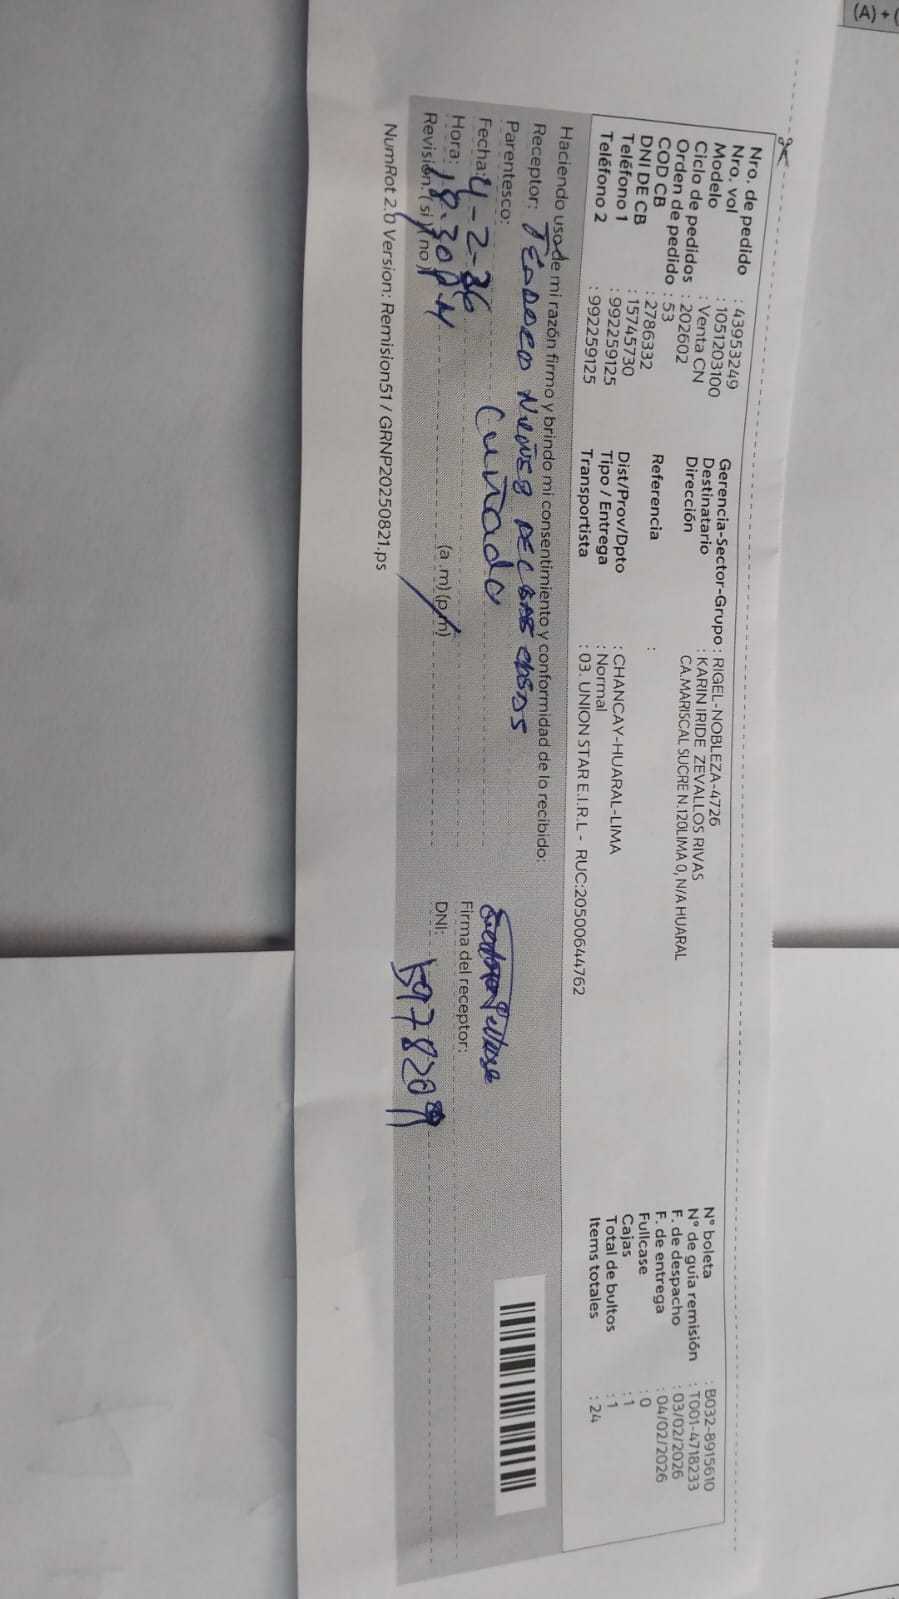 (A) + (
Nro. de pedido : 43953249
Nro. vol : 1051203100
Modelo : Venta CN
Ciclo de pedidos : 202602
Orden de pedido : 53
COD CB : 2786332
DNI DE CB : 15745730
Teléfono 1 : 992259125
Teléfono 2 : 992259125
Gerencia-Sector-Grupo : RIGEL-NOBLEZA-4726
Destinatario : KARIN IRIDE ZEVALLOS RIVAS
Dirección : CA.MARISCAL SUCRE N.120LIMA 0, N/A HUARAL
Referencia :
Dist/Prov/Dpto : CHANCAY-HUARAL-LIMA
Tipo / Entrega : Normal
Transportista : 03. UNION STAR E.I.R.L - RUC:20500644762
N° boleta : B032-8915610
N° de guía remisión : T001-4718233
F. de despacho : 03/02/2026
F. de entrega : 04/02/2026
Fullcase : 0
Cajas : 1
Total de bultos : 1
Items totales : 24
Haciendo uso de mi razón firmo y brindo mi consentimiento y conformidad de lo recibido:
Receptor:
Parentesco: Cuñado
Fecha: 4-2-26
Hora: 18:30 P.M (a.m)(p.m)
Revisión: (si) (no)
Firma del receptor:
DNI:
NumRot 2.0 Version: Remision51 / GRNP20250821.ps